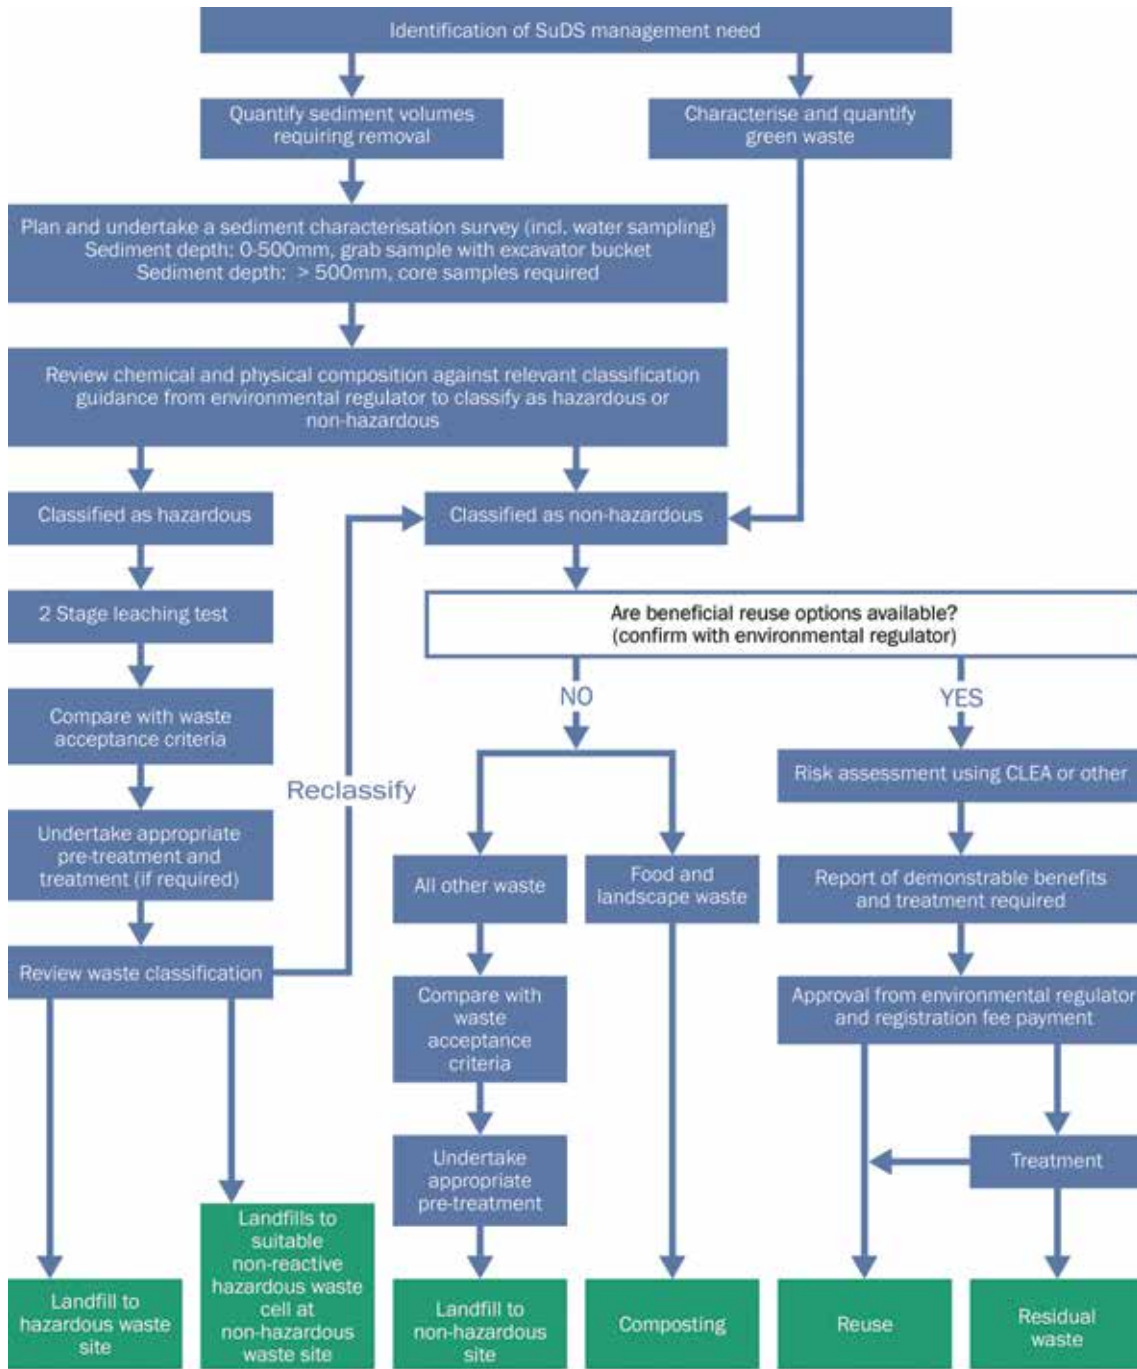 Identification of SuDS management need
Quantify sediment volumes
requiring removal
Characterise and quantify
green waste
Plan and undertake a sediment characterisation survey (incl. water sampling)
Sediment depth: 0-500mm, grab sample with excavator bucket
Sediment depth: > 500mm, core samples required
Review chemical and physical composition against relevant classification
guidance from environmental regulator to classify as hazardous or
non-hazardous
Classified as hazardous
Classified as non-hazardous
2 Stage leaching test
Are beneficial reuse options available?
(confirm with environmental regulator)
NO
YES
Compare with waste
acceptance criteria
Reclassify
Risk assessment using CLEA or other
Undertake appropriate
pre-treatment and
treatment (if required)
All other waste
Food and
landscape waste
Report of demonstrable benefits
and treatment required
Review waste classification
Compare with
waste
acceptance
criteria
Approval from environmental regulator
and registration fee payment
Undertake
appropriate
pre-treatment
Treatment
Landfill to
hazardous waste
site
Landfills to
suitable
non-reactive
hazardous waste
cell at
non-hazardous
waste site
Landfill to
non-hazardous
site
Composting
Reuse
Residual
waste